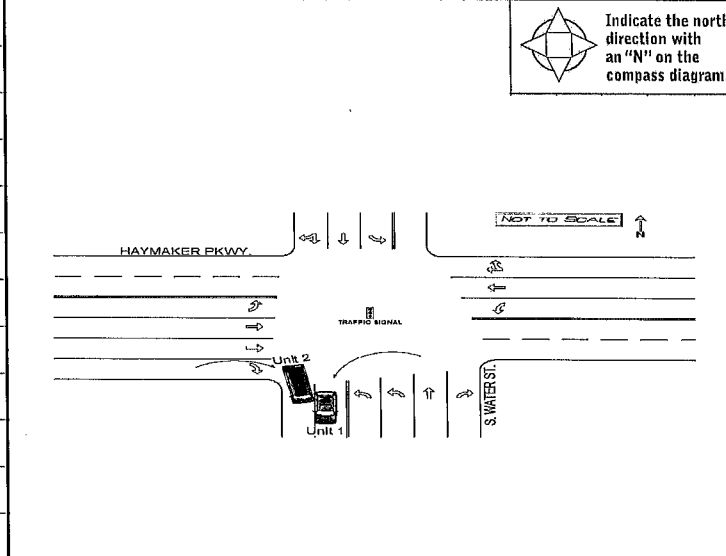 Indicate the north
direction with
an "N" on the
compass diagram
NOT TO SCALE
N
HAYMAKER PKWY.
TRAFFIC SIGNAL
Unit 2
Unit 1
S. WATER ST.